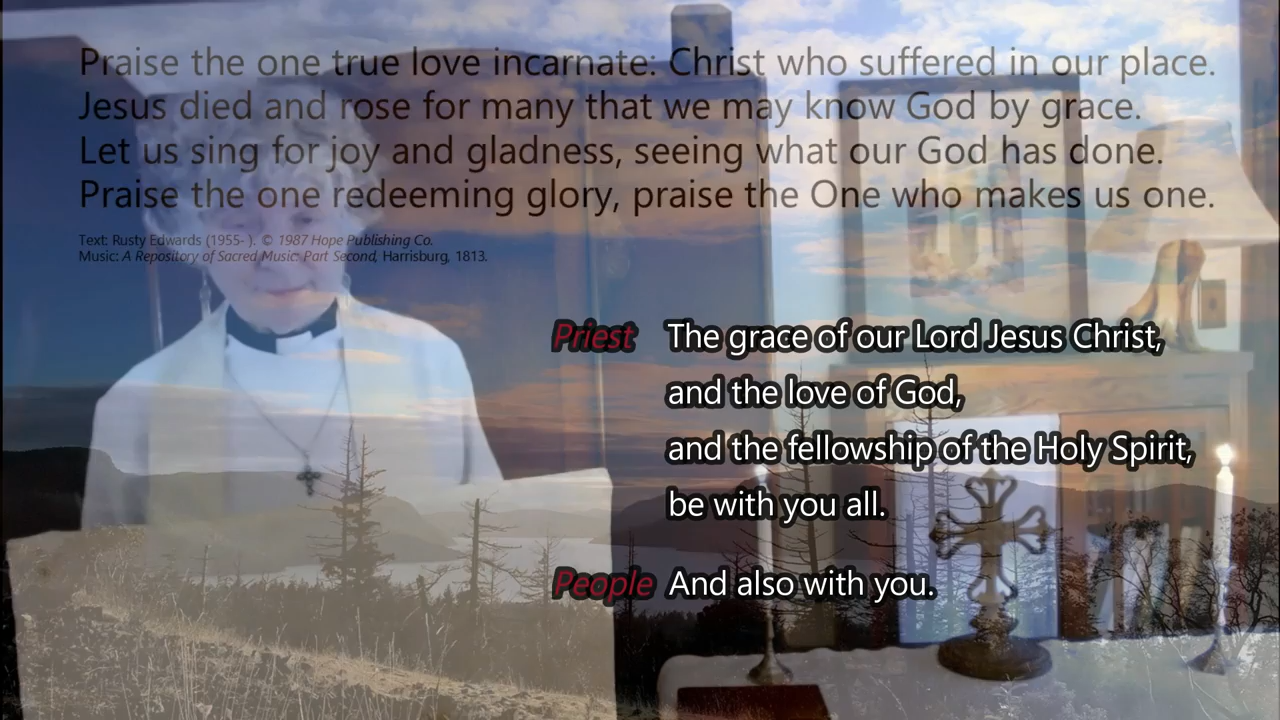 Praise the one true love incarnate: Christ who suffered in our place.
Jesus died and rose for many that we may know God by grace.
Let us sing for joy and gladness, seeing what our God has done.
Praise the one redeeming glory, praise the One who makes us one.
Text: Rusty Edwards (1955- ). © 1987 Hope Publishing Co.
Music: A Repository of Sacred Music: Part Second, Harrisburg, 1813.
Priest The grace of our Lord Jesus Christ,
and the love of God,
and the fellowship of the Holy Spirit,
be with you all.
People And also with you.